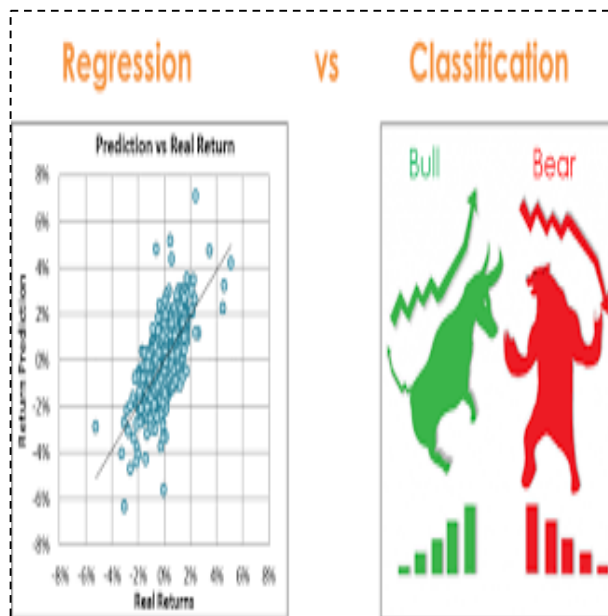 Regression vs Classification
Prediction vs Real Return
8%
6%
4%
2%
0%
-2%
-4%
-6%
-8%
Return Prediction
-8% -6% -4% -2% 0% 2% 4% 6% 8%
Real Returns
Bull Bear